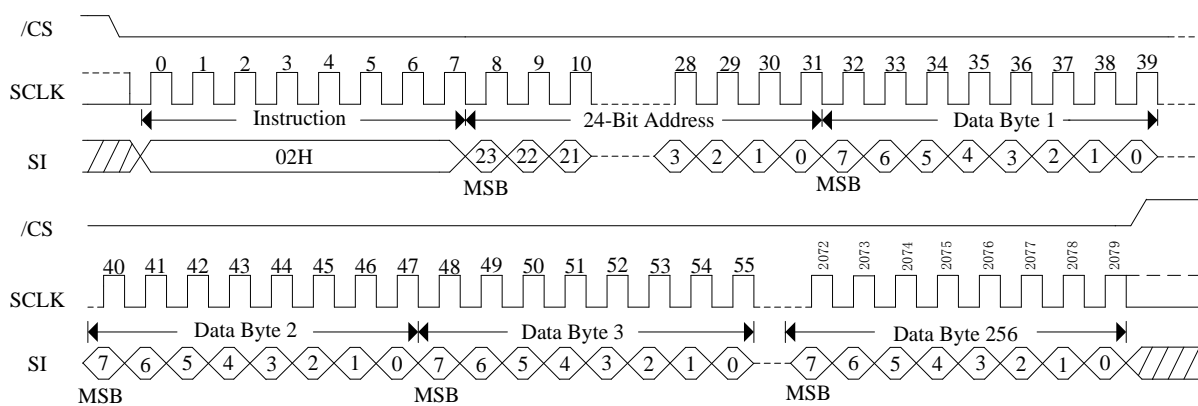 /CS
0 1 2 3 4 5 6 7 8 9 10 28 29 30 31 32 33 34 35 36 37 38 39
SCLK
Instruction 24-Bit Address Data Byte 1
SI 02H 23 22 21 3 2 1 0 7 6 5 4 3 2 1 0
MSB MSB
/CS
40 41 42 43 44 45 46 47 48 49 50 51 52 53 54 55 2072 2073 2074 2075 2076 2077 2078 2079
SCLK
Data Byte 2 Data Byte 3 Data Byte 256
SI 7 6 5 4 3 2 1 0 7 6 5 4 3 2 1 0 7 6 5 4 3 2 1 0
MSB MSB MSB